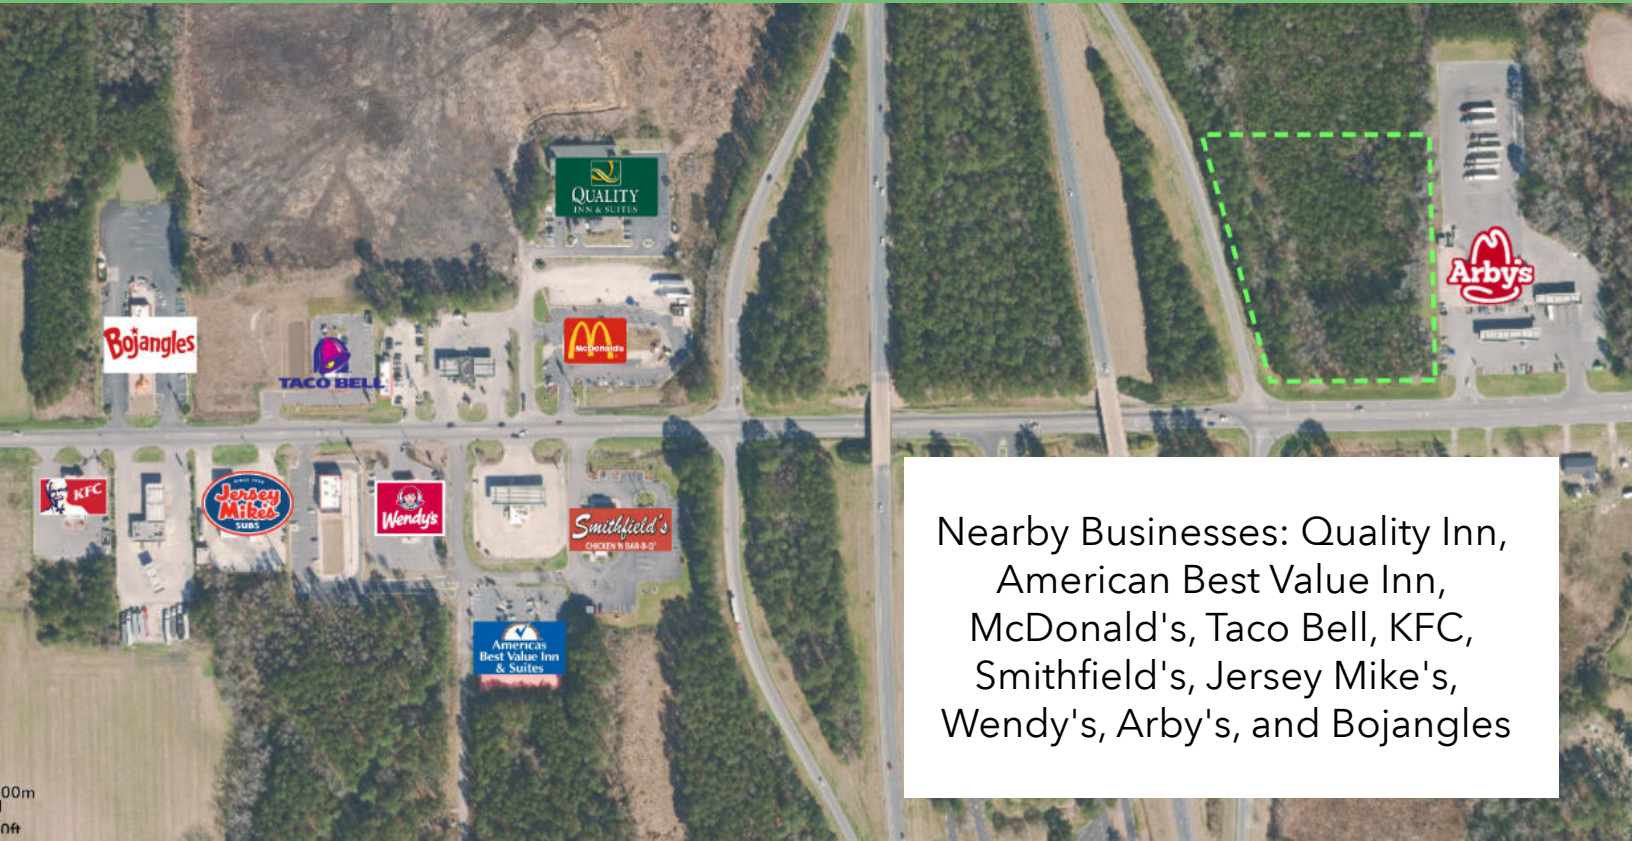 QUALITY
INN & SUITES
Bojangles
TACO BELL
McDonald's
Arby's
KFC
SINCE 1956
Jersey
Mike's
SUBS
Wendy's
Smithfield's
CHICKEN 'N BAR-B-Q
Americas
Best Value Inn
& Suites
Nearby Businesses: Quality Inn,
American Best Value Inn,
McDonald's, Taco Bell, KFC,
Smithfield's, Jersey Mike's,
Wendy's, Arby's, and Bojangles
00m
0ft